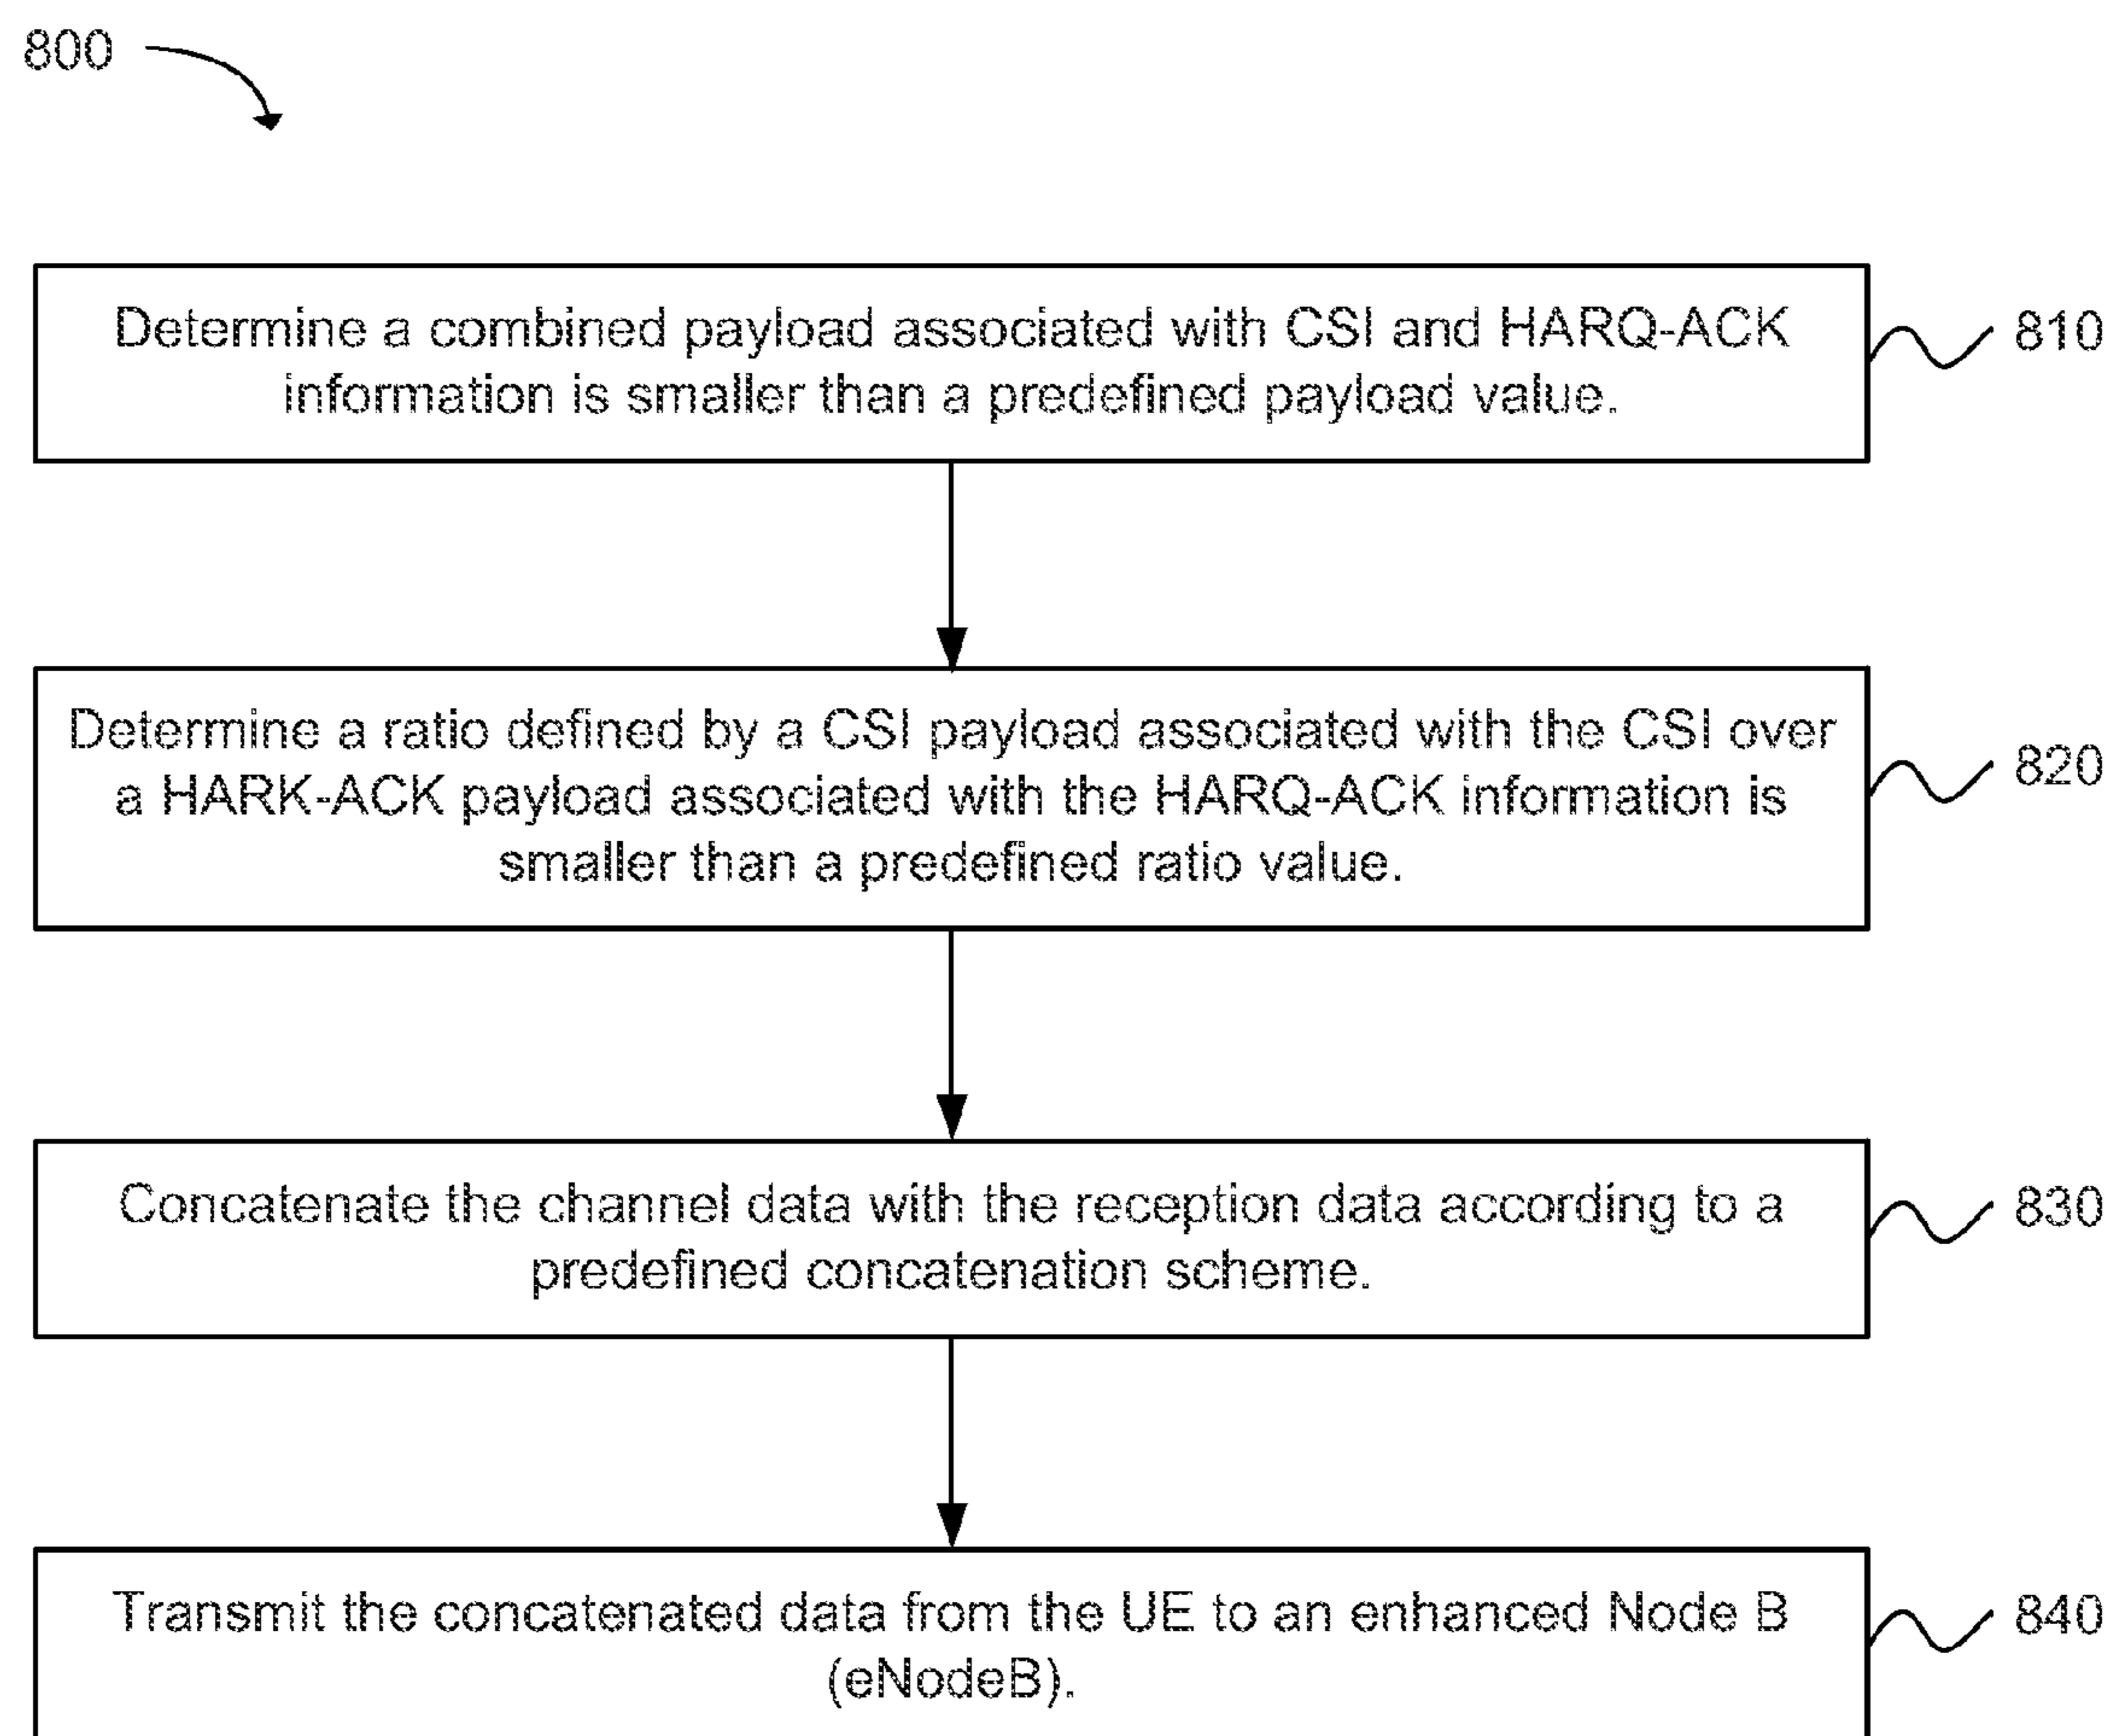 800
Determine a combined payload associated with CSI and HARQ-ACK
information is smaller than a predefined payload value.
810
Determine a ratio defined by a CSI payload associated with the CSI over
a HARK-ACK payload associated with the HARQ-ACK information is
smaller than a predefined ratio value.
820
Concatenate the channel data with the reception data according to a
predefined concatenation scheme.
830
Transmit the concatenated data from the UE to an enhanced Node B
(eNodeB).
840